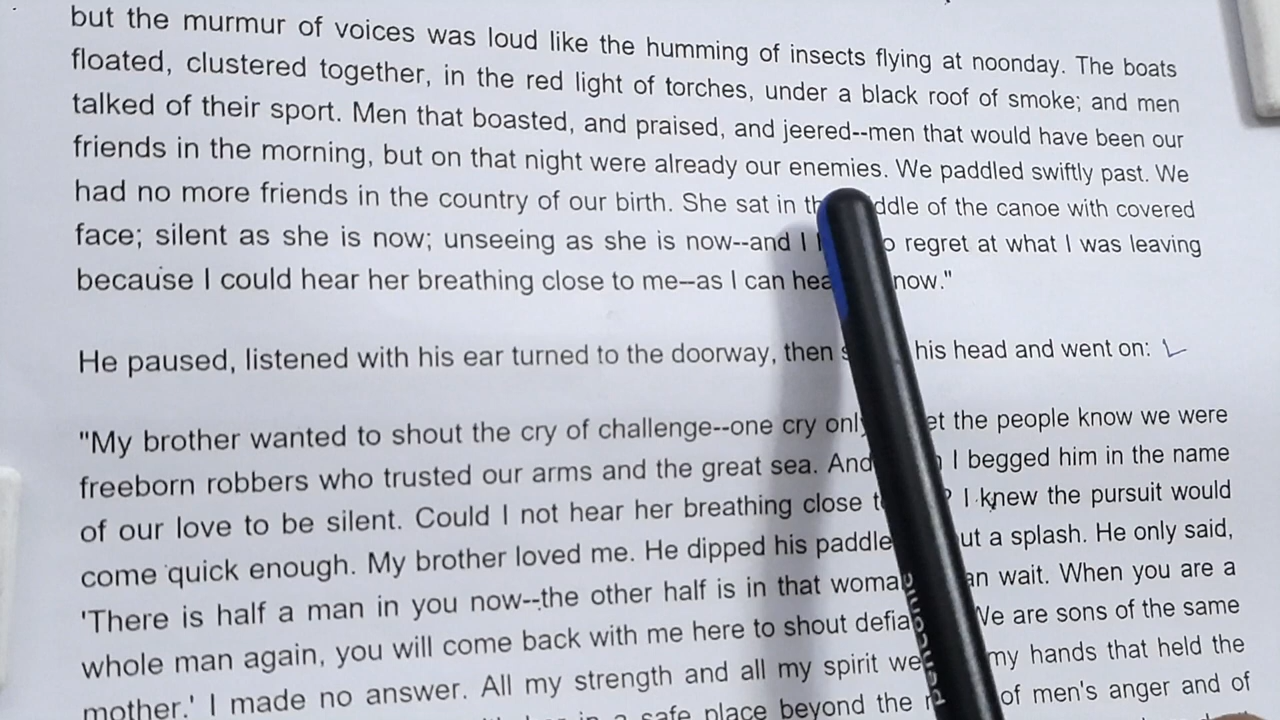 but the murmur of voices was loud like the humming of insects flying at noonday. The boats
floated, clustered together, in the red light of torches, under a black roof of smoke; and men
talked of their sport. Men that boasted, and praised, and jeered--men that would have been our
friends in the morning, but on that night were already our enemies. We paddled swiftly past. We
had no more friends in the country of our birth. She sat in th ddle of the canoe with covered
face; silent as she is now; unseeing as she is now--and I regret at what I was leaving
because I could hear her breathing close to me--as I can hea now."
He paused, listened with his ear turned to the doorway, then his head and went on:
"My brother wanted to shout the cry of challenge--one cry onl et the people know we were
freeborn robbers who trusted our arms and the great sea. And I begged him in the name
of our love to be silent. Could I not hear her breathing close t ? I knew the pursuit would
come quick enough. My brother loved me. He dipped his paddle ut a splash. He only said,
'There is half a man in you now--the other half is in that woma an wait. When you are a
whole man again, you will come back with me here to shout defia We are sons of the same
mother.' I made no answer. All my strength and all my spirit we my hands that held the
in a safe place beyond the of men's anger and of
pentonic